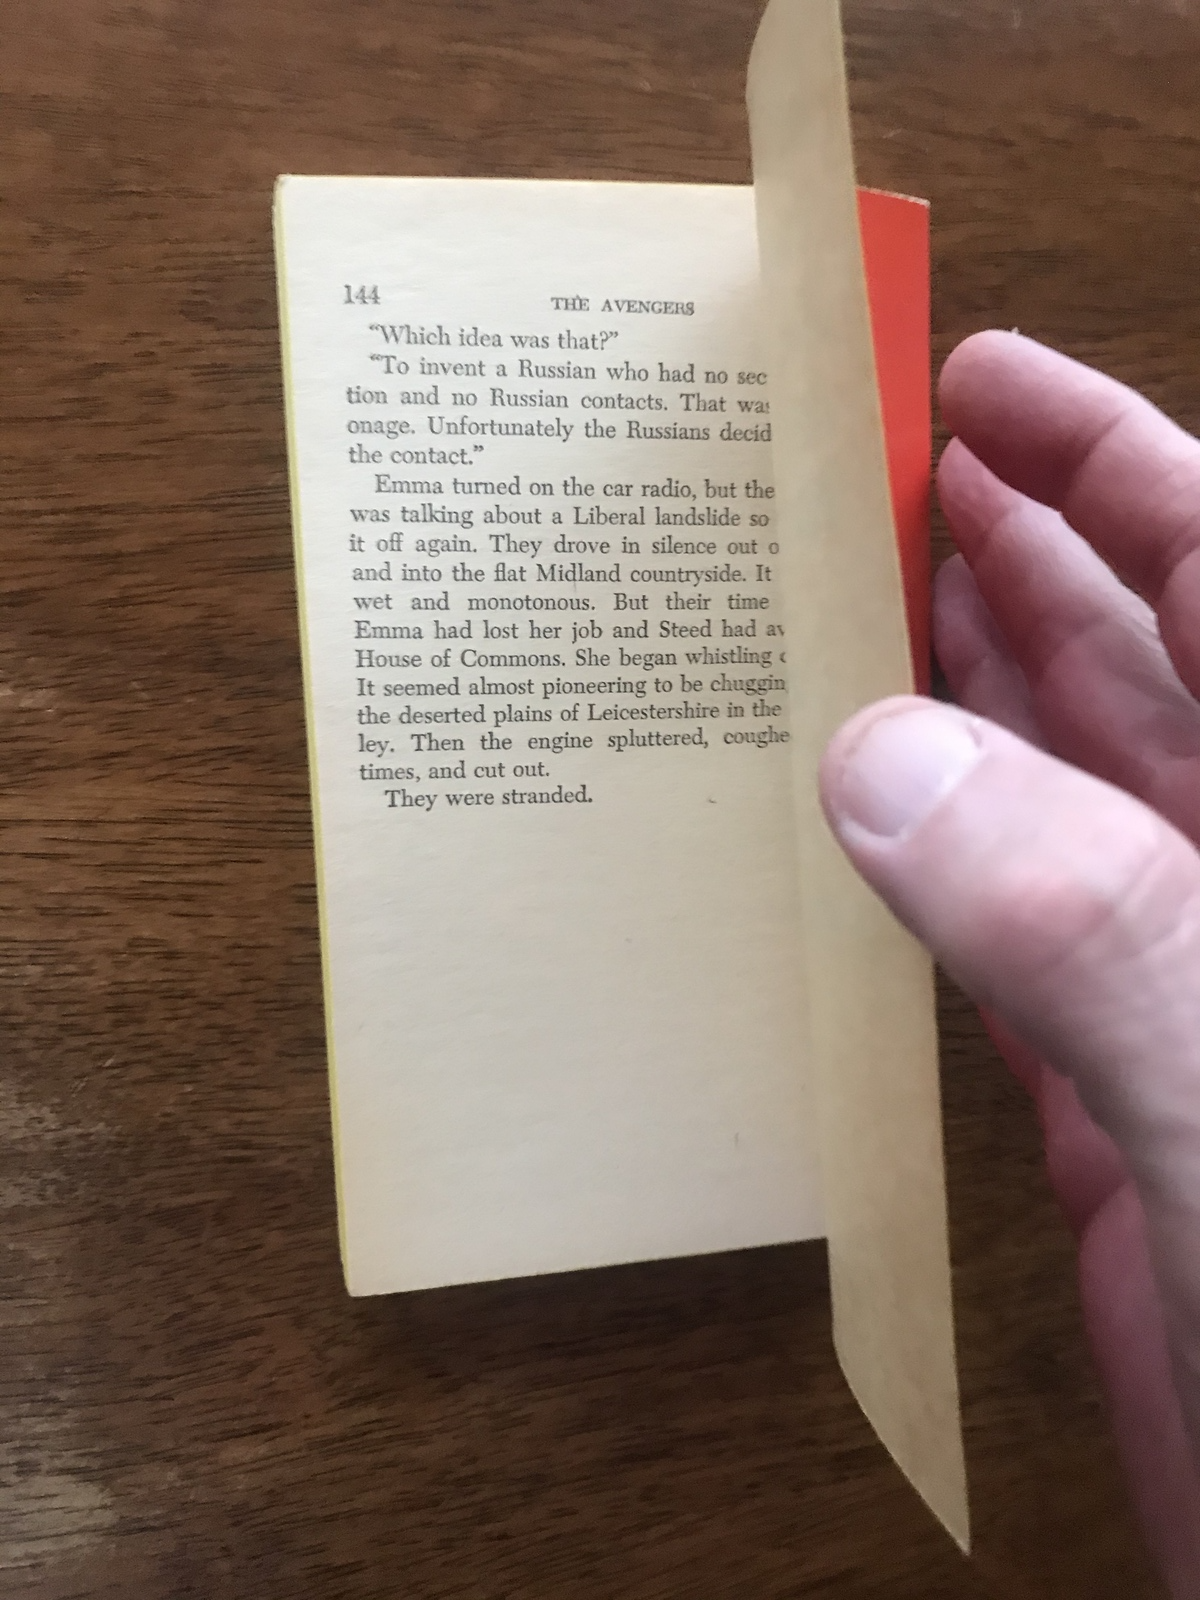 144
THE AVENGERS
“Which idea was that?”
“To invent a Russian who had no sec
tion and no Russian contacts. That was
onage. Unfortunately the Russians decid
the contact.”
Emma turned on the car radio, but the
was talking about a Liberal landslide so
it off again. They drove in silence out o
and into the flat Midland countryside. It
wet and monotonous. But their time
Emma had lost her job and Steed had
House of Commons. She began whistling
It seemed almost pioneering to be chuggin
the deserted plains of Leicestershire in the
ley. Then the engine spluttered, coughe
times, and cut out.
They were stranded.